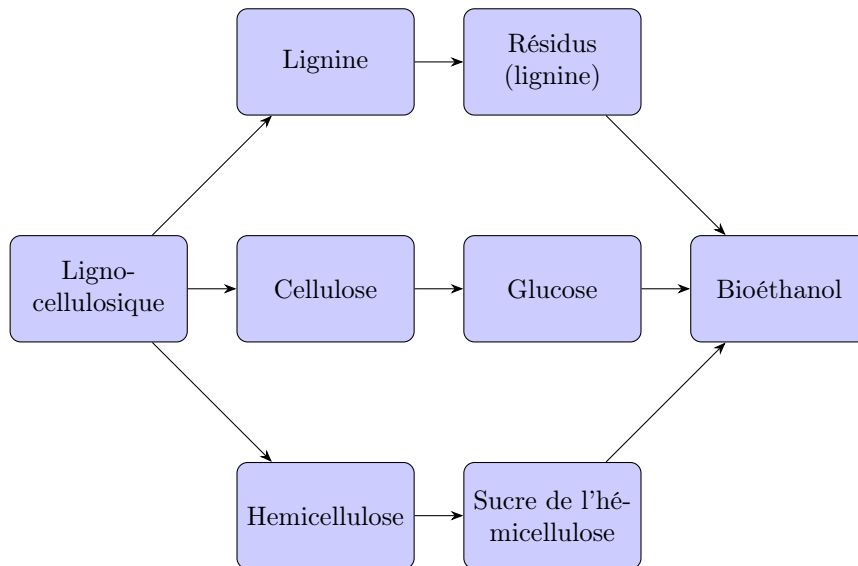 Lignine
Résidus
(lignine)
Ligno-
cellulosique
Cellulose
Glucose
Bioéthanol
Hemicellulose
Sucre de l'hé-
micellulose